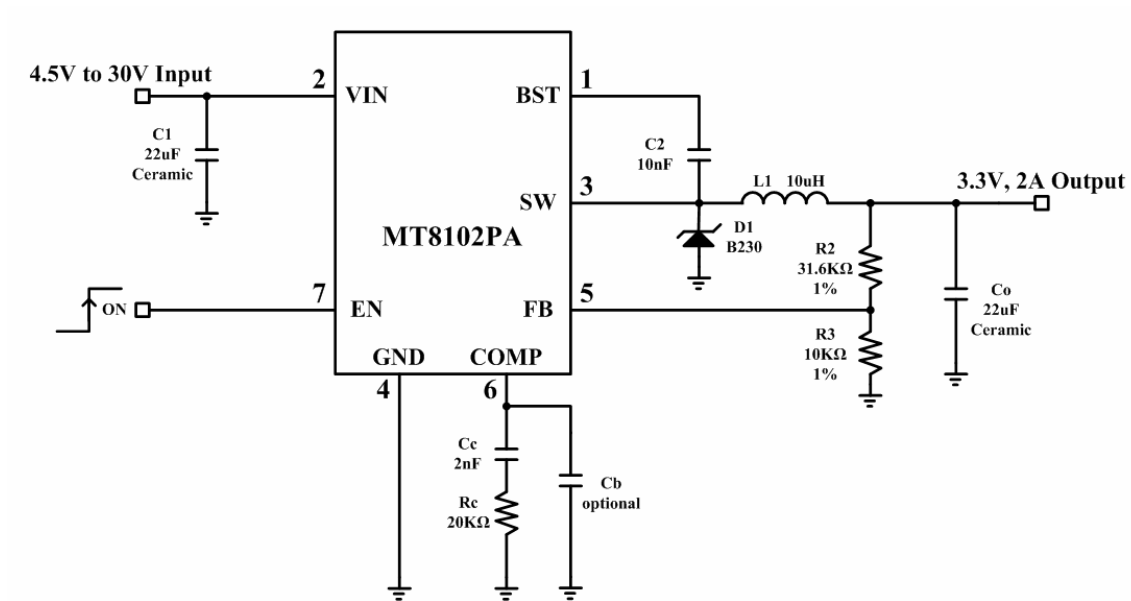 4.5V to 30V Input
2
VIN
BST
1
C1
22uF
Ceramic
C2
10nF
SW
3
L1 10uH
3.3V, 2A Output
MT8102PA
D1
B230
R2
31.6KΩ
1%
ON
7
EN
FB
5
Co
22uF
Ceramic
R3
10KΩ
1%
GND
COMP
4
6
Cc
2nF
Cb
optional
Rc
20KΩ